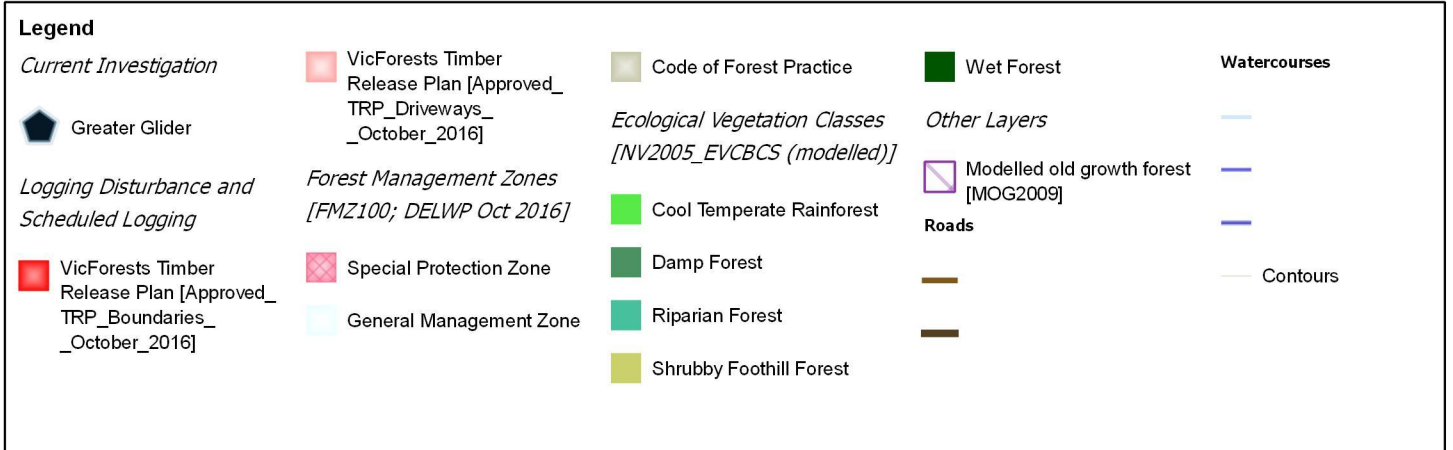 Legend
Current Investigation
Greater Glider
Logging Disturbance and
Scheduled Logging
VicForests Timber
Release Plan [Approved_
TRP_Boundaries_
_October_2016]
VicForests Timber
Release Plan [Approved_
TRP_Driveways_
_October_2016]
Forest Management Zones
[FMZ100; DELWP Oct 2016]
Special Protection Zone
General Management Zone
Code of Forest Practice
Ecological Vegetation Classes
[NV2005_EVCBCS (modelled)]
Cool Temperate Rainforest
Damp Forest
Riparian Forest
Shrubby Foothill Forest
Wet Forest
Other Layers
Modelled old growth forest
[MOG2009]
Roads
Watercourses
Contours